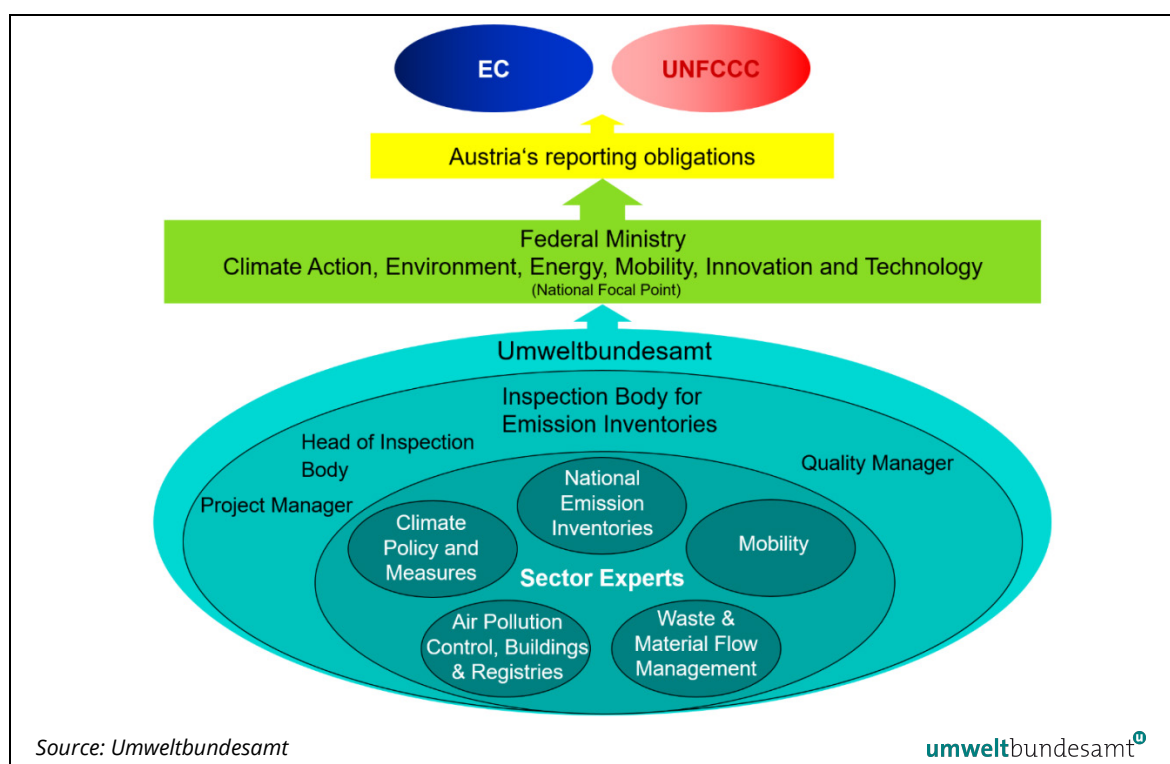 EC
UNFCCC
Austria‘s reporting obligations
Federal Ministry
Climate Action, Environment, Energy, Mobility, Innovation and Technology
(National Focal Point)
Umweltbundesamt
Inspection Body for
Emission Inventories
Head of Inspection
Body
Quality Manager
Project Manager
National
Emission
Inventories
Climate
Policy and
Measures
Mobility
Sector Experts
Air Pollution
Control, Buildings
& Registries
Waste &
Material Flow
Management
Source: Umweltbundesamt
umweltbundesamt u